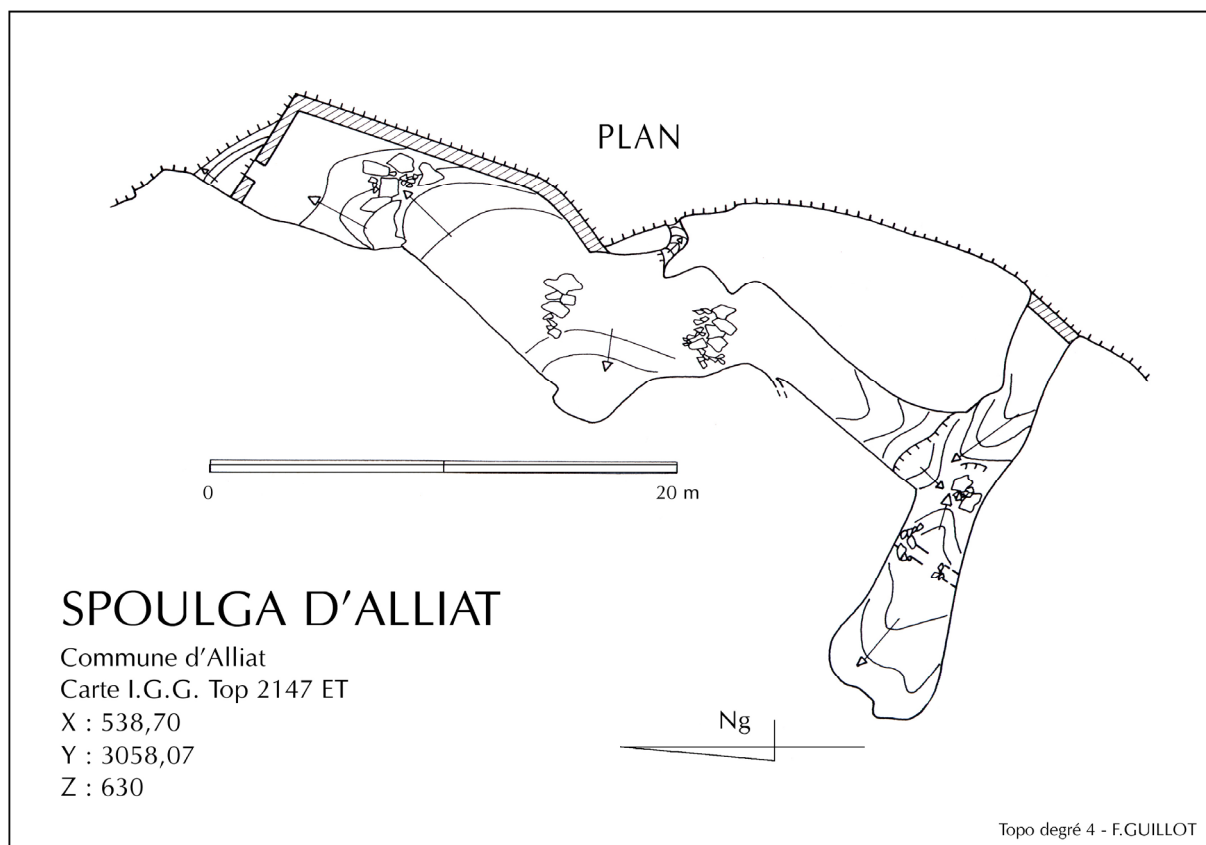 PLAN
0
20 m
SPOULGA D'ALLIAT
Commune d'Alliat
Carte I.G.G. Top 2147 ET
X : 538,70
Y : 3058,07
Z : 630
Ng
Topo degré 4 - F.GUILLOT